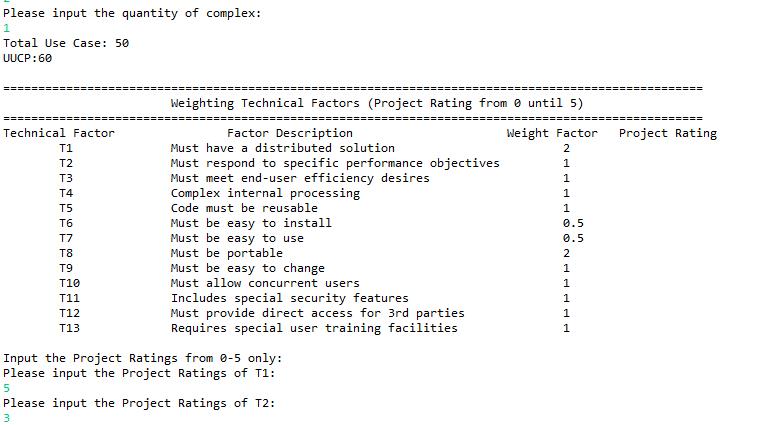 Please input the quantity of complex:
1
Total Use Case: 50
UUCP:60
====================================================================================================
Weighting Technical Factors (Project Rating from 0 until 5)
====================================================================================================
Technical Factor Factor Description Weight Factor Project Rating
T1 Must have a distributed solution 2
T2 Must respond to specific performance objectives 1
T3 Must meet end-user efficiency desires 1
T4 Complex internal processing 1
T5 Code must be reusable 1
T6 Must be easy to install 0.5
T7 Must be easy to use 0.5
T8 Must be portable 2
T9 Must be easy to change 1
T10 Must allow concurrent users 1
T11 Includes special security features 1
T12 Must provide direct access for 3rd parties 1
T13 Requires special user training facilities 1
Input the Project Ratings from 0-5 only:
Please input the Project Ratings of T1:
5
Please input the Project Ratings of T2:
3